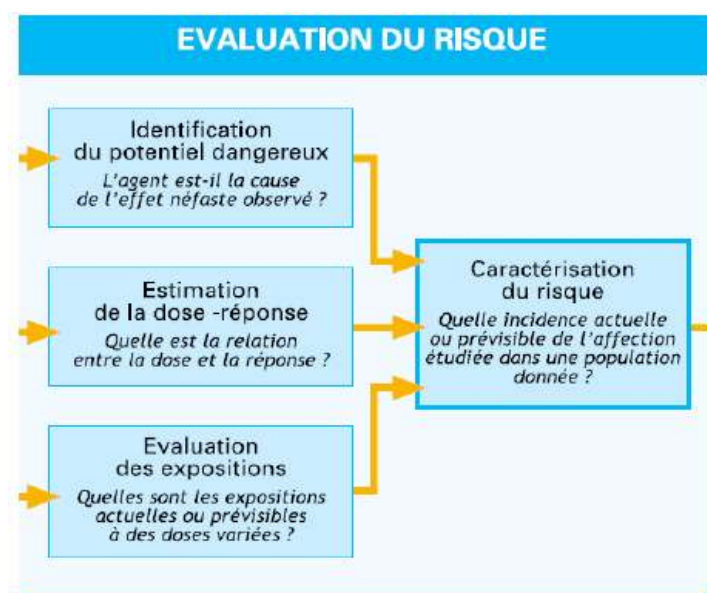 EVALUATION DU RISQUE
Identification
du potentiel dangereux
L'agent est-il la cause
de l'effet néfaste observé ?
Estimation
de la dose -réponse
Quelle est la relation
entre la dose et la réponse ?
Evaluation
des expositions
Quelles sont les expositions
actuelles ou prévisibles
à des doses variées ?
Caractérisation
du risque
Quelle incidence actuelle
ou prévisible de l'affection
étudiée dans une population
donnée ?